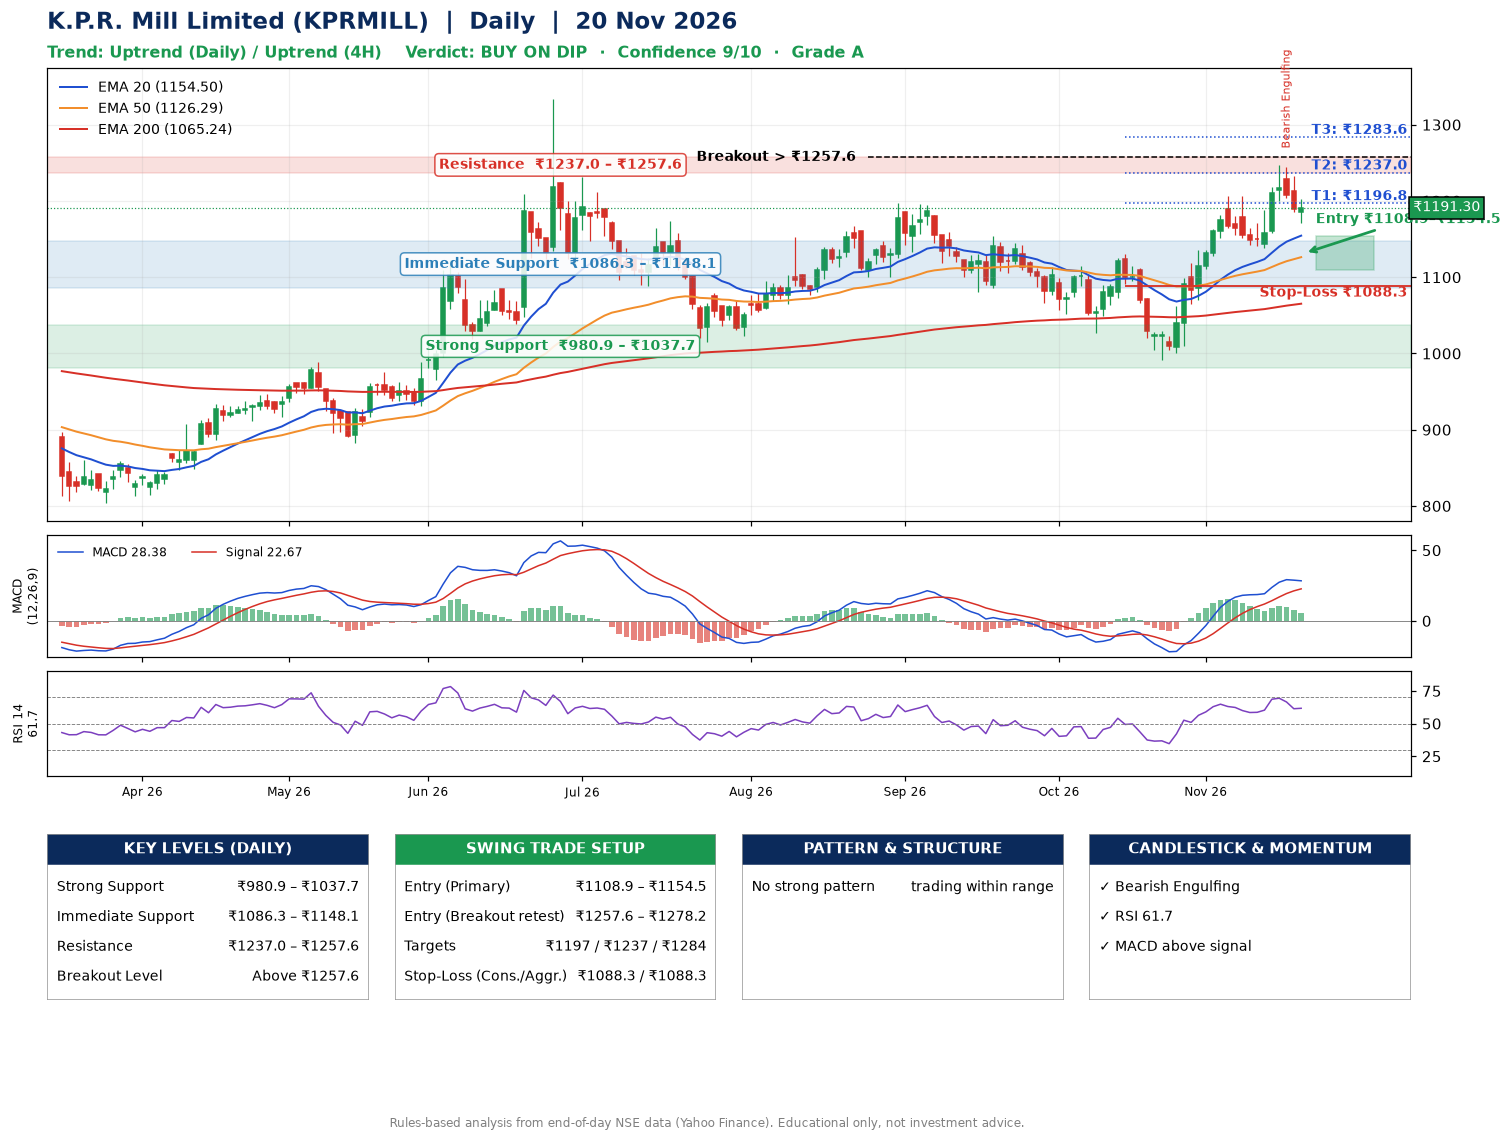 K.P.R. Mill Limited (KPRMILL) | Daily | 20 Nov 2026
Trend: Uptrend (Daily) / Uptrend (4H) Verdict: BUY ON DIP · Confidence 9/10 · Grade A
EMA 20 (1154.50)
EMA 50 (1126.29)
EMA 200 (1065.24)
Bearish Engulfing
T3: ₹1283.6
Breakout > ₹1257.6
Resistance ₹1237.0 – ₹1257.6
T2: ₹1237.0
T1: ₹1196.8
₹1191.30
Entry ₹1108.9–₹1154.5
Immediate Support ₹1086.3 – ₹1148.1
Stop-Loss ₹1088.3
Strong Support ₹980.9 – ₹1037.7
1300
1100
1000
900
800
MACD 28.38 Signal 22.67
MACD
(12,26,9)
50
0
RSI 14
61.7
75
50
25
Apr 26 May 26 Jun 26 Jul 26 Aug 26 Sep 26 Oct 26 Nov 26
KEY LEVELS (DAILY)
Strong Support ₹980.9 – ₹1037.7
Immediate Support ₹1086.3 – ₹1148.1
Resistance ₹1237.0 – ₹1257.6
Breakout Level Above ₹1257.6
SWING TRADE SETUP
Entry (Primary) ₹1108.9 – ₹1154.5
Entry (Breakout retest) ₹1257.6 – ₹1278.2
Targets ₹1197 / ₹1237 / ₹1284
Stop-Loss (Cons./Aggr.) ₹1088.3 / ₹1088.3
PATTERN & STRUCTURE
No strong pattern trading within range
CANDLESTICK & MOMENTUM
✓ Bearish Engulfing
✓ RSI 61.7
✓ MACD above signal
Rules-based analysis from end-of-day NSE data (Yahoo Finance). Educational only, not investment advice.